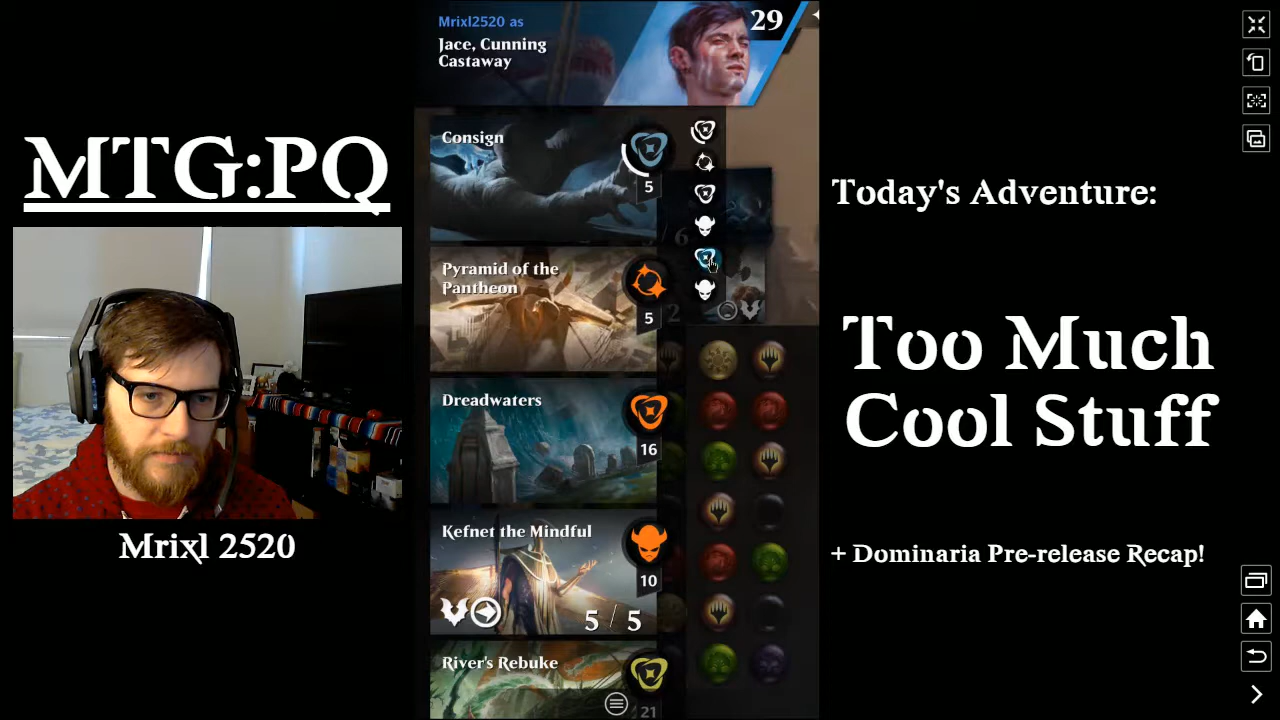 MTG:PQ
Mrixl 2520
Mrixl2520 as
Jace, Cunning
Castaway
29
Consign
5
Pyramid of the
Pantheon
5
Dreadwaters
16
Kefnet the Mindful
10
5 / 5
River's Rebuke
21
6
2
Today's Adventure:
Too Much
Cool Stuff
+ Dominaria Pre-release Recap!